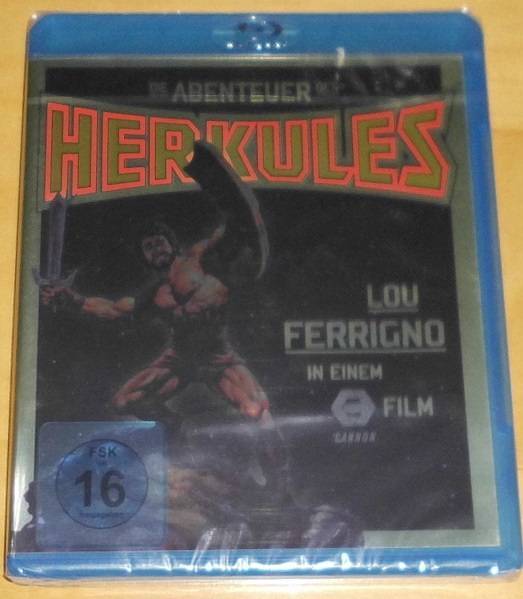 DIE ABENTEUER DES
HERKULES
LOU
FERRIGNO
IN EINEM
FILM
CANNON
FSK
16